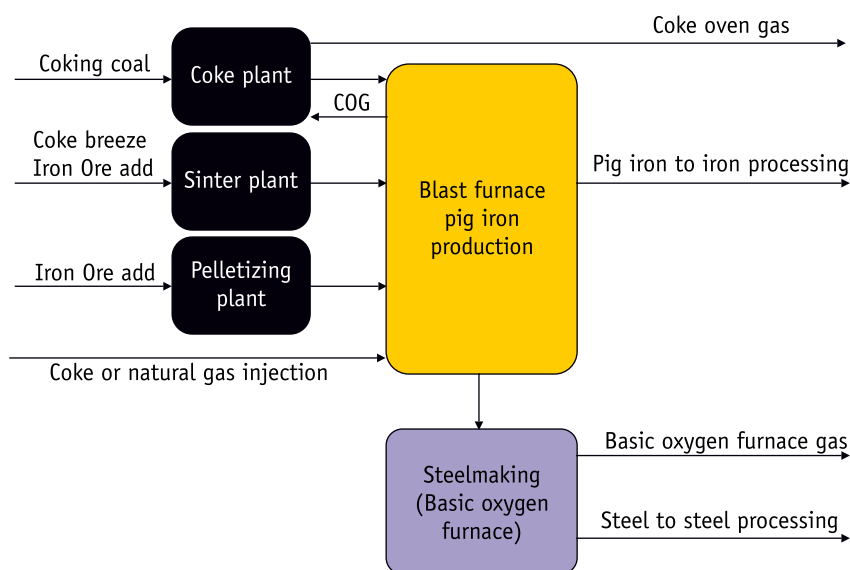 Coke oven gas
Coking coal
Coke plant
COG
Coke breeze
Iron Ore add
Sinter plant
Pig iron to iron processing
Blast furnace
pig iron
production
Iron Ore add
Pelletizing
plant
Coke or natural gas injection
Basic oxygen furnace gas
Steelmaking
(Basic oxygen
furnace)
Steel to steel processing